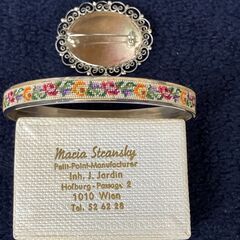 Maria Stransky
Petit-Point-Manufacturer
Inh. J. Jardin
Hofburg-Passage 2
1010 Wien
Tel. 52 62 28